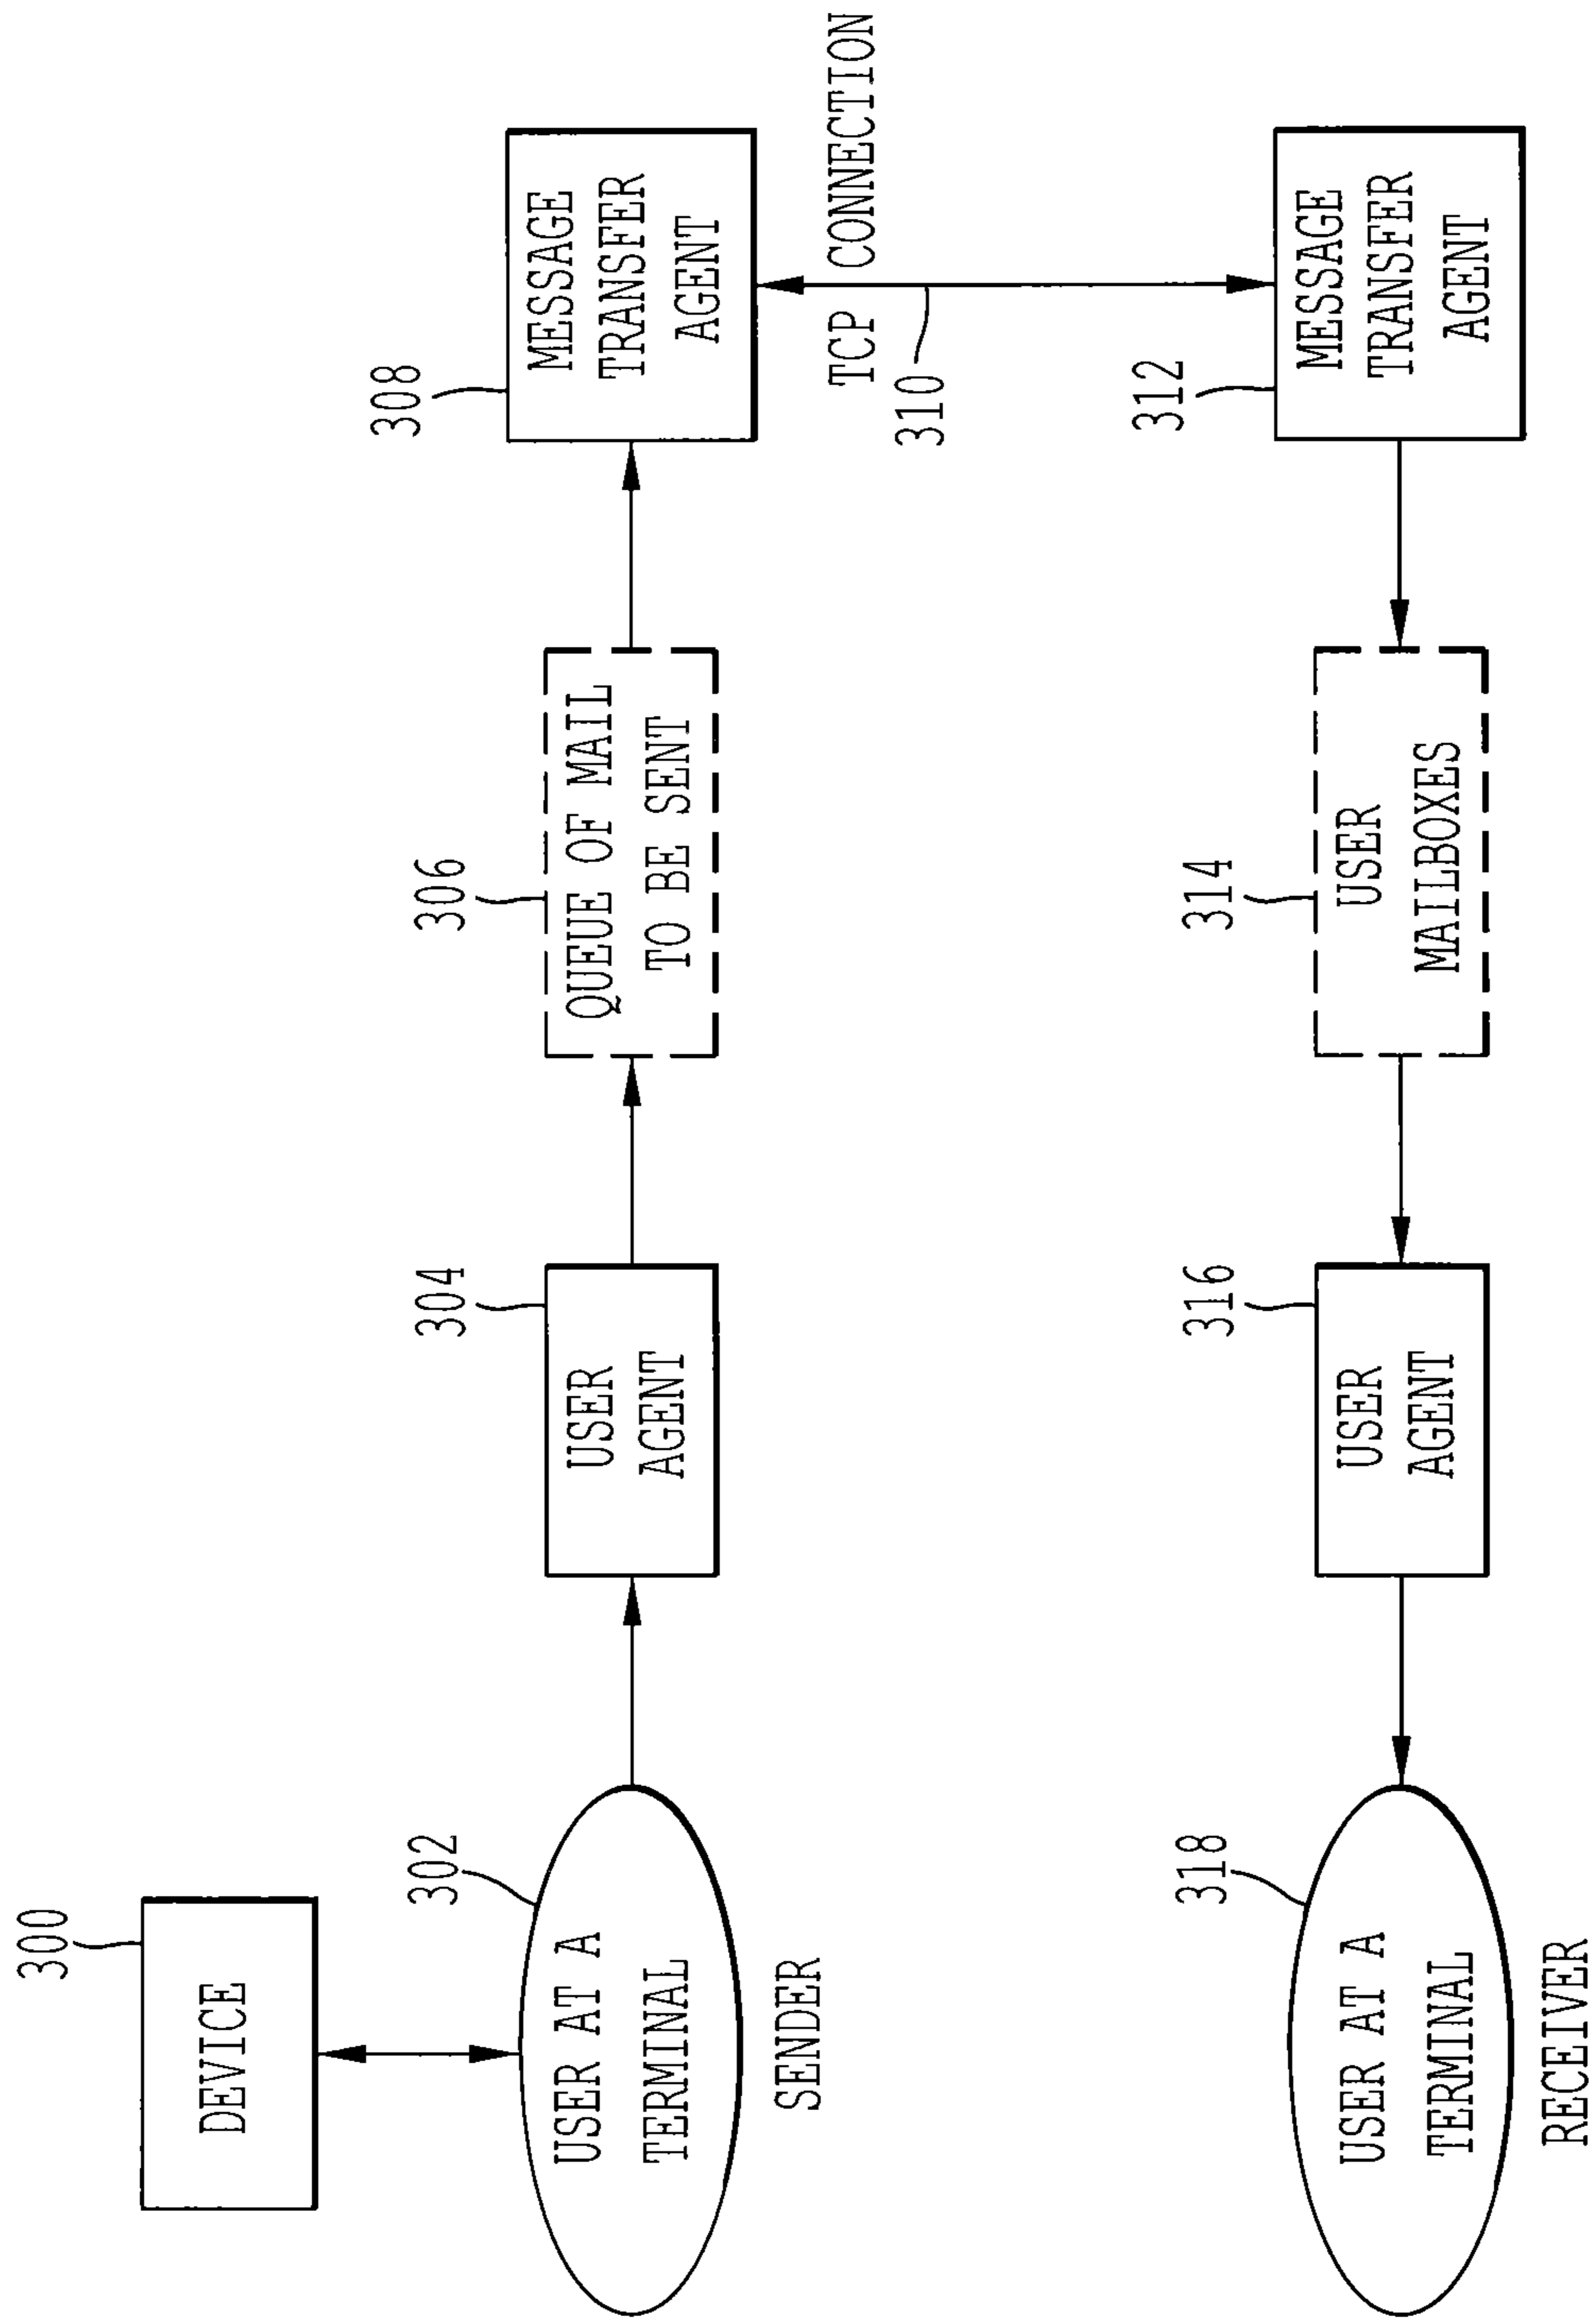 300
DEVICE
302
USER AT A
TERMINAL
SENDER
304
USER
AGENT
306
QUEUE OF MAIL
TO BE SENT
308
MESSAGE
TRANSFER
AGENT
TCP CONNECTION
310
312
MESSAGE
TRANSFER
AGENT
314
USER
MAILBOXES
316
USER
AGENT
318
USER AT A
TERMINAL
RECEIVER